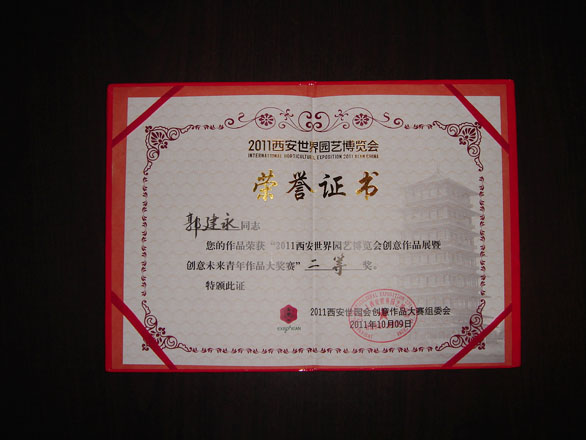 2011西安世界园艺博览会
INTERNATIONAL HORTICULTURAL EXPOSITION 2011 XI'AN CHINA
荣誉证书
郭建永同志
您的作品荣获“2011西安世界园艺博览会创意作品展暨
创意未来青年作品大奖赛”二等奖。
特颁此证
2011西安世园会创意作品大赛组委会
2011年10月09日